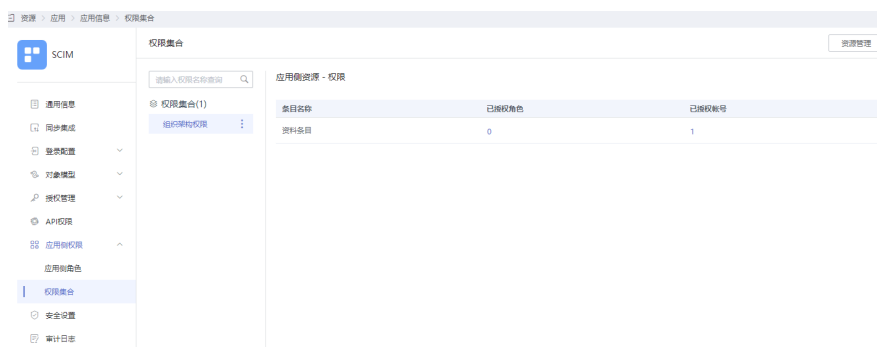 资源 > 应用 > 应用信息 > 权限集合
SCIM
通用信息
同步集成
登录配置
对象模型
授权管理
API权限
应用侧权限
应用侧角色
权限集合
安全设置
审计日志
权限集合
资源管理
请输入权限名称查询
权限集合(1)
组织架构权限
应用侧资源 - 权限
条目名称 已授权角色 已授权帐号
资料条目 0 1